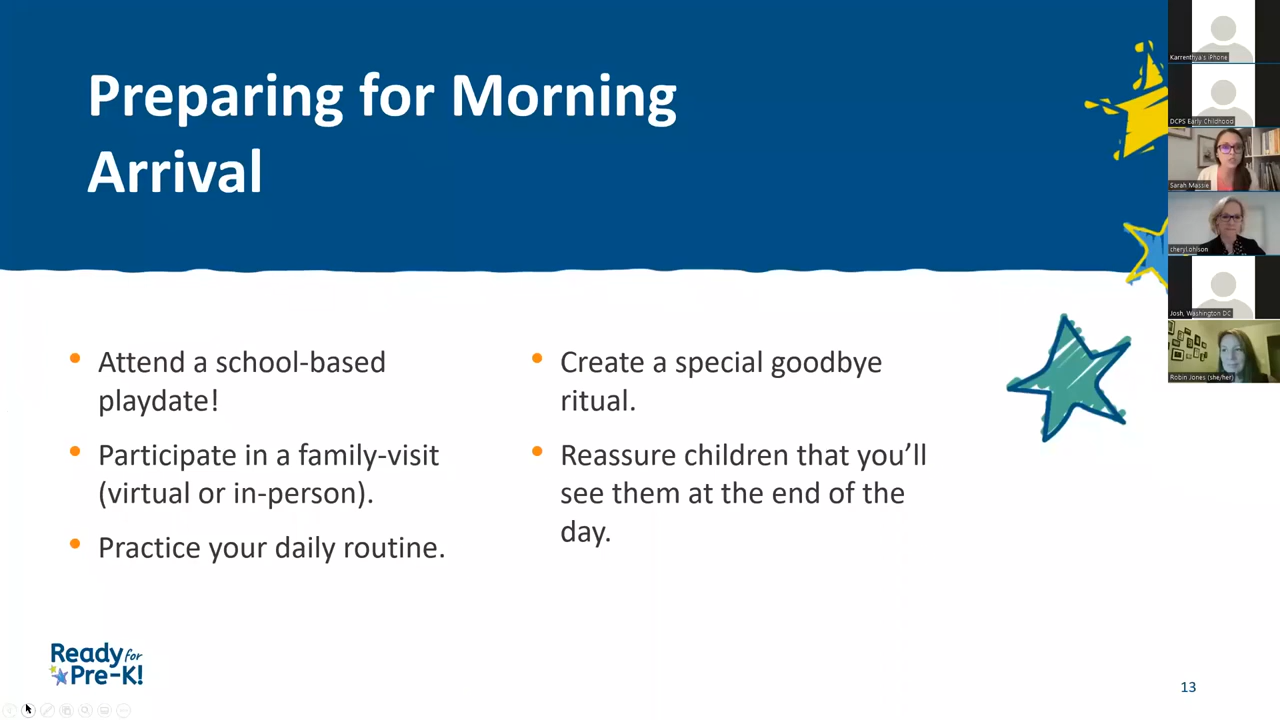 Preparing for Morning
Arrival
Attend a school-based
playdate!
Participate in a family-visit
(virtual or in-person).
Practice your daily routine.
Create a special goodbye
ritual.
Reassure children that you’ll
see them at the end of the
day.
Ready for
Pre-K!
13
Karrenthya's iPhone
DCPS Early Childhood
Sarah Massie
cheryl.ohlson
Josh, Washington DC
Robin Jones (she/her)